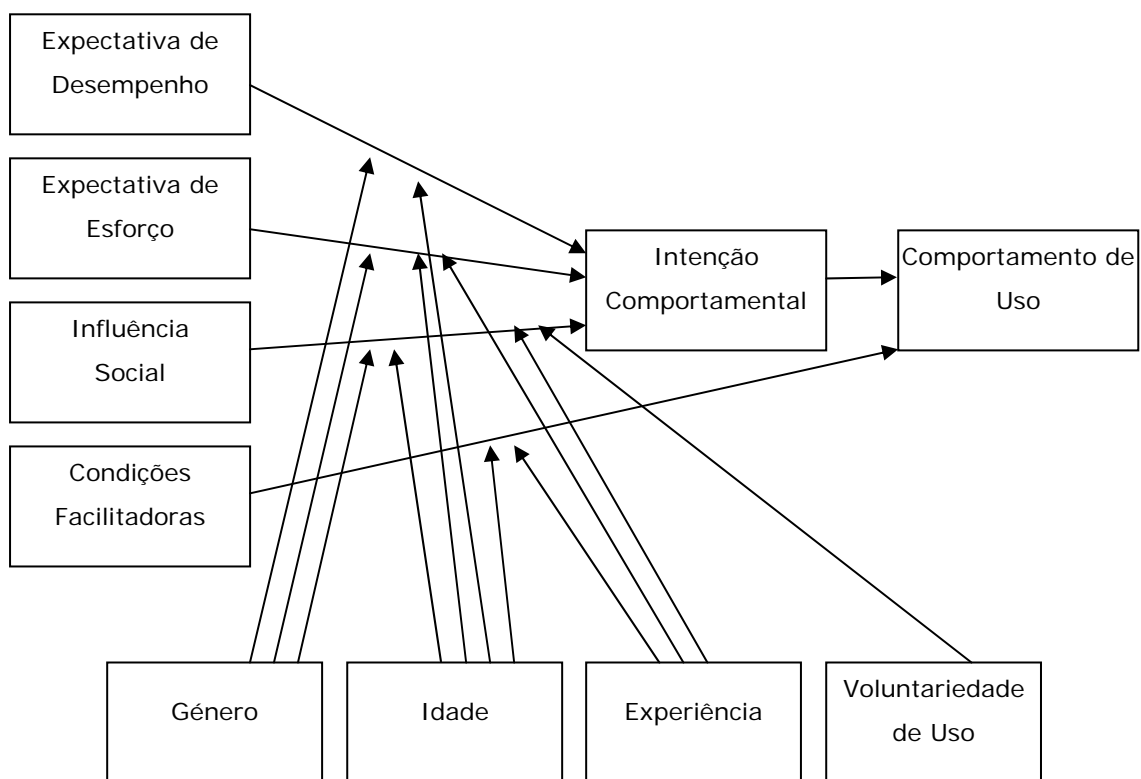 Expectativa de
Desempenho
Expectativa de
Esforço
Influência
Social
Condições
Facilitadoras
Intenção
Comportamental
Comportamento de
Uso
Género
Idade
Experiência
Voluntariedade
de Uso